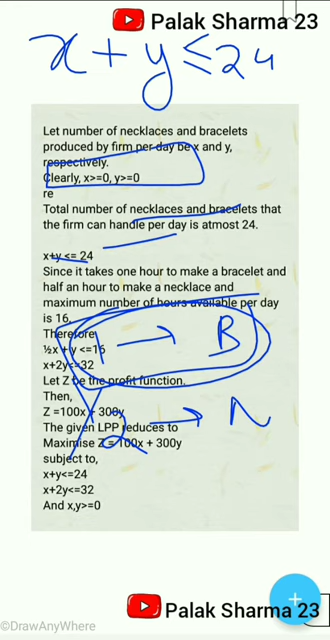 Palak Sharma 23
x + y ≤ 24
Let number of necklaces and bracelets
produced by firm per day be x and y,
respectively.
Clearly, x>=0, y>=0
re
Total number of necklaces and bracelets that
the firm can handle per day is atmost 24.
x+y <= 24
Since it takes one hour to make a bracelet and
half an hour to make a necklace and
maximum number of hours available per day
is 16.
Therefore
½x + y <=16
x+2y<=32
1 → B
Let Z be the profit function.
Then,
Z =100x + 300y
→ N
The given LPP reduces to
Maximise Z = 100x + 300y
subject to,
x+y<=24
x+2y<=32
And x,y>=0
+
©DrawAnyWhere
Palak Sharma 23